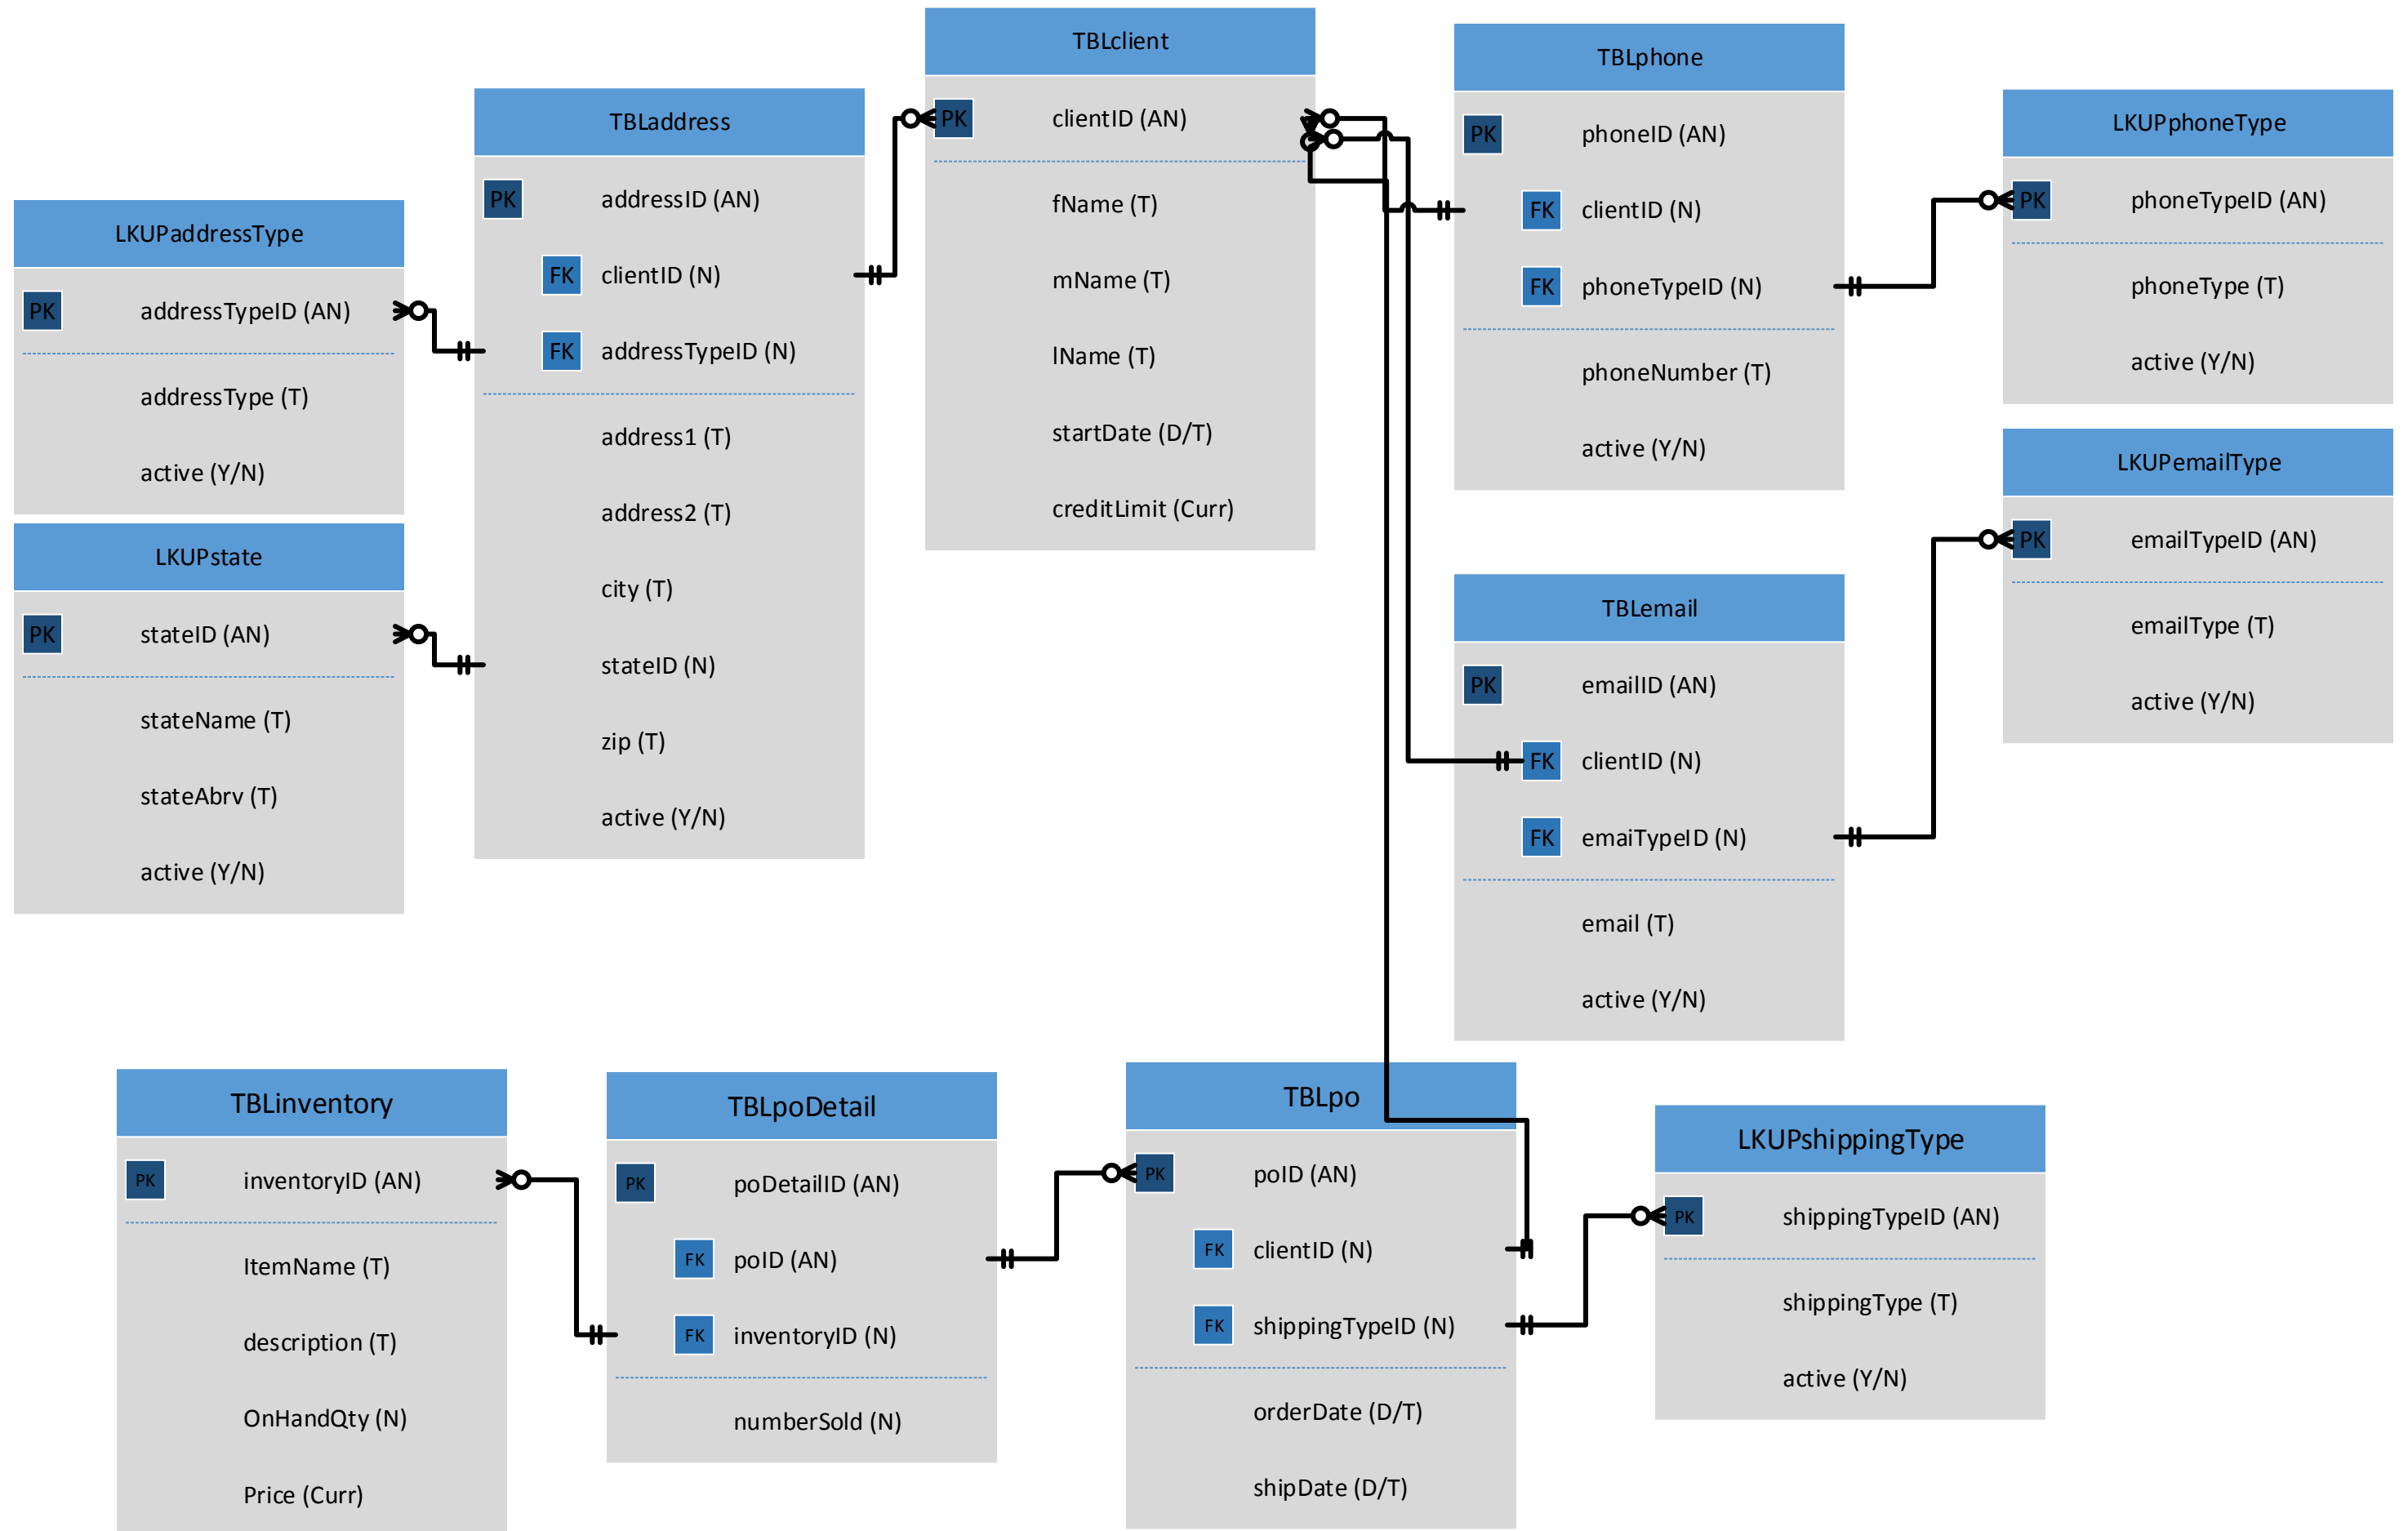 TBLclient
PK clientID (AN)
fName (T)
mName (T)
lName (T)
startDate (D/T)
creditLimit (Curr)
TBLphone
PK phoneID (AN)
FK clientID (N)
FK phoneTypeID (N)
phoneNumber (T)
active (Y/N)
LKUPphoneType
PK phoneTypeID (AN)
phoneType (T)
active (Y/N)
TBLaddress
PK addressID (AN)
FK clientID (N)
FK addressTypeID (N)
address1 (T)
address2 (T)
city (T)
stateID (N)
zip (T)
active (Y/N)
LKUPaddressType
PK addressTypeID (AN)
addressType (T)
active (Y/N)
LKUPstate
PK stateID (AN)
stateName (T)
stateAbrv (T)
active (Y/N)
LKUPemailType
PK emailTypeID (AN)
emailType (T)
active (Y/N)
TBLemail
PK emailID (AN)
FK clientID (N)
FK emaiTypeID (N)
email (T)
active (Y/N)
TBLinventory
PK inventoryID (AN)
ItemName (T)
description (T)
OnHandQty (N)
Price (Curr)
TBLpoDetail
PK poDetailID (AN)
FK poID (AN)
FK inventoryID (N)
numberSold (N)
TBLpo
PK poID (AN)
FK clientID (N)
FK shippingTypeID (N)
orderDate (D/T)
shipDate (D/T)
LKUPshippingType
PK shippingTypeID (AN)
shippingType (T)
active (Y/N)